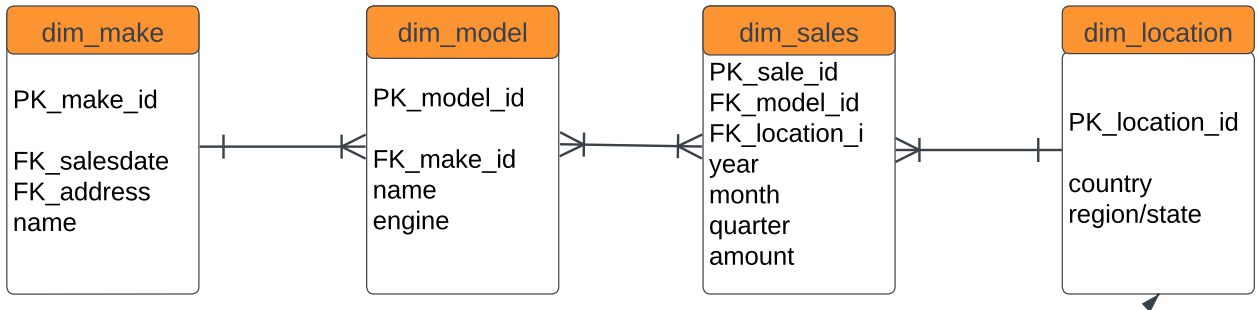 dim_make
PK_make_id
FK_salesdate
FK_address
name
dim_model
PK_model_id
FK_make_id
name
engine
dim_sales
PK_sale_id
FK_model_id
FK_location_i
year
month
quarter
amount
dim_location
PK_location_id
country
region/state